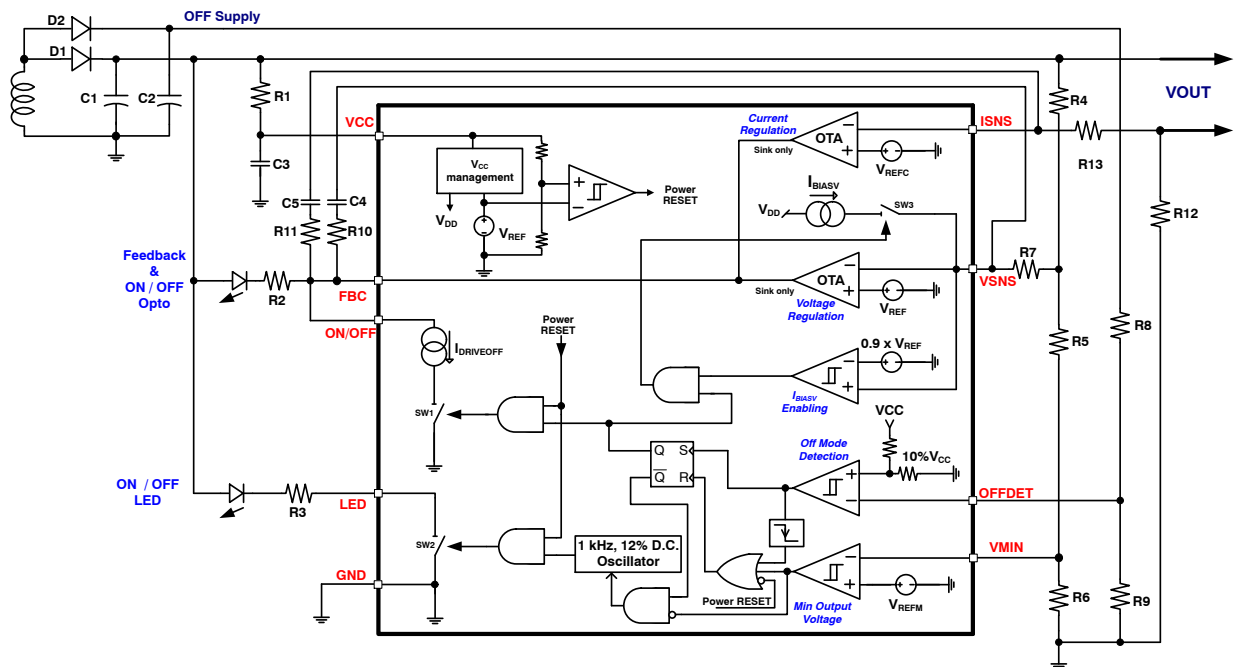 D2
OFF Supply
D1
C1
C2
R1
R4
VOUT
VCC
Current
Regulation
OTA
ISNS
Sink only
R13
C3
VCC
management
VREFC
Power
RESET
IBIASV
C5
C4
VDD
SW3
R12
R11
R10
VDD
VREF
Feedback
&
ON / OFF
Opto
R7
R2
FBC
OTA
VSNS
Sink only
ON/OFF
Power
RESET
Voltage
Regulation
VREF
R8
IDRIVEOFF
0.9 x VREF
R5
IBIASV
Enabling
SW1
VCC
Off Mode
Detection
10%VCC
Q
S
Q
R
ON / OFF
LED
R3
LED
OFFDET
SW2
1 kHz, 12% D.C.
Oscillator
VMIN
GND
Power RESET
Min Output
Voltage
VREFM
R6
R9